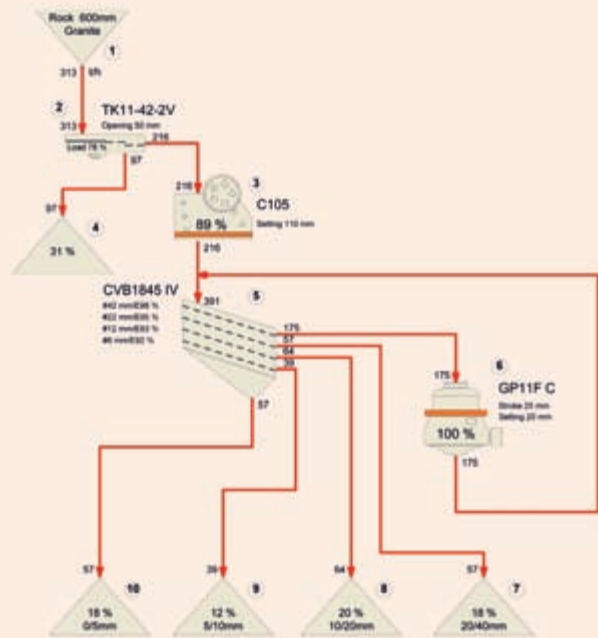 Rock 600mm
Granite
1
313 t/h
2
TK11-42-2V
Opening 50 mm
313
Load 78 %
216
97
3
216
C105
89 %
Setting 110 mm
97
4
31 %
216
CVB1845 IV
391
5
175
57
64
39
6
GP11F C
175
Stroke 25 mm
Setting 20 mm
100 %
57
175
57
10
39
9
64
8
57
7
18 %
0/5mm
12 %
5/10mm
20 %
10/20mm
18 %
20/40mm